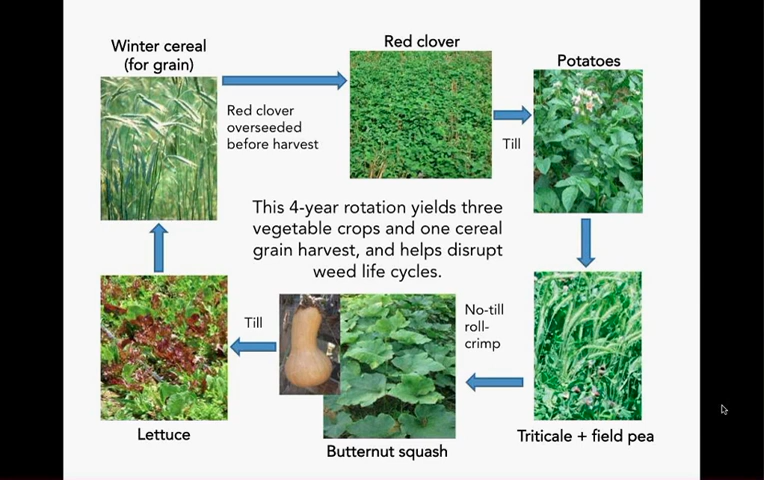 Winter cereal
(for grain)
Red clover
Potatoes
Red clover
overseeded
before harvest
Till
This 4-year rotation yields three
vegetable crops and one cereal
grain harvest, and helps disrupt
weed life cycles.
No-till
roll-
crimp
Till
Lettuce
Butternut squash
Triticale + field pea